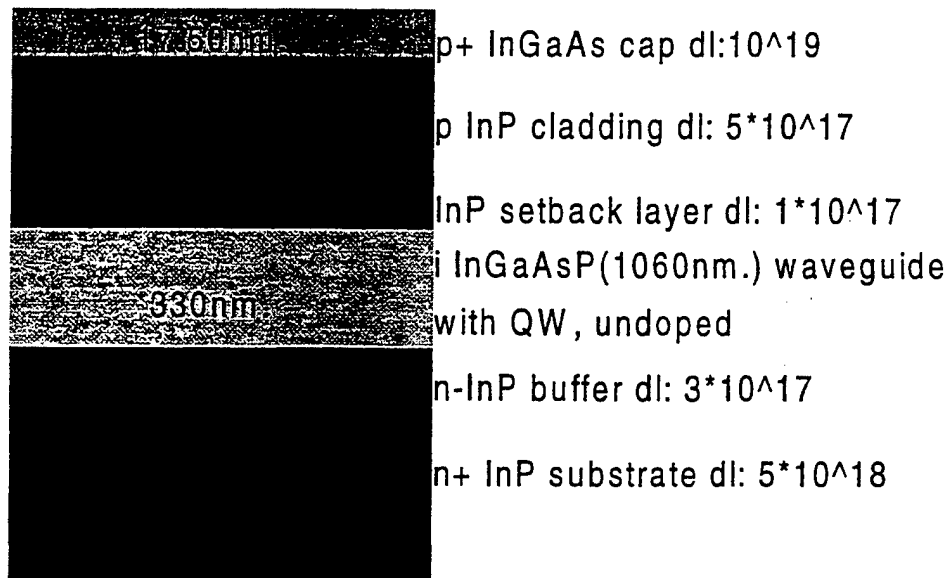 p+ InGaAs cap dl:10^19
p InP cladding dl: 5*10^17
InP setback layer dl: 1*10^17
i InGaAsP(1060nm.) waveguide
330nm.
with QW, undoped
n-InP buffer dl: 3*10^17
n+ InP substrate dl: 5*10^18